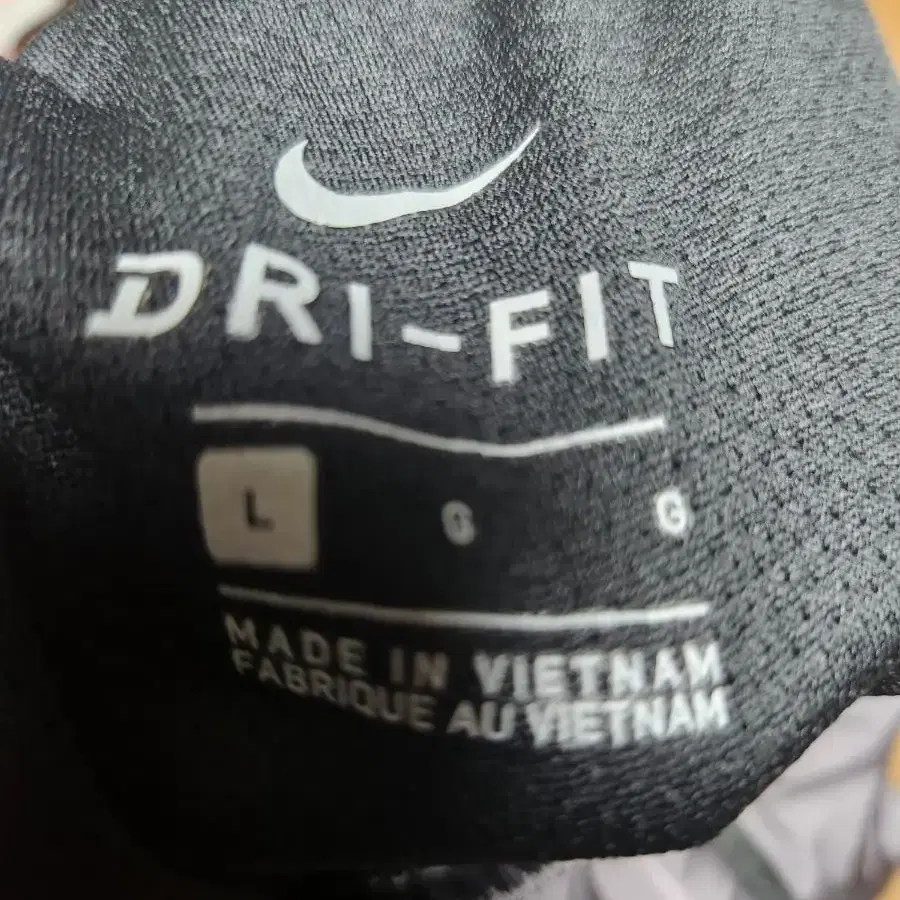 DRI-FIT
L G G
MADE IN VIETNAM
FABRIQUE AU VIETNAM